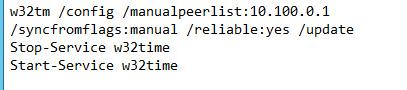 w32tm /config /manualpeerlist:10.100.0.1
/syncfromflags:manual /reliable:yes /update
Stop-Service w32time
Start-Service w32time